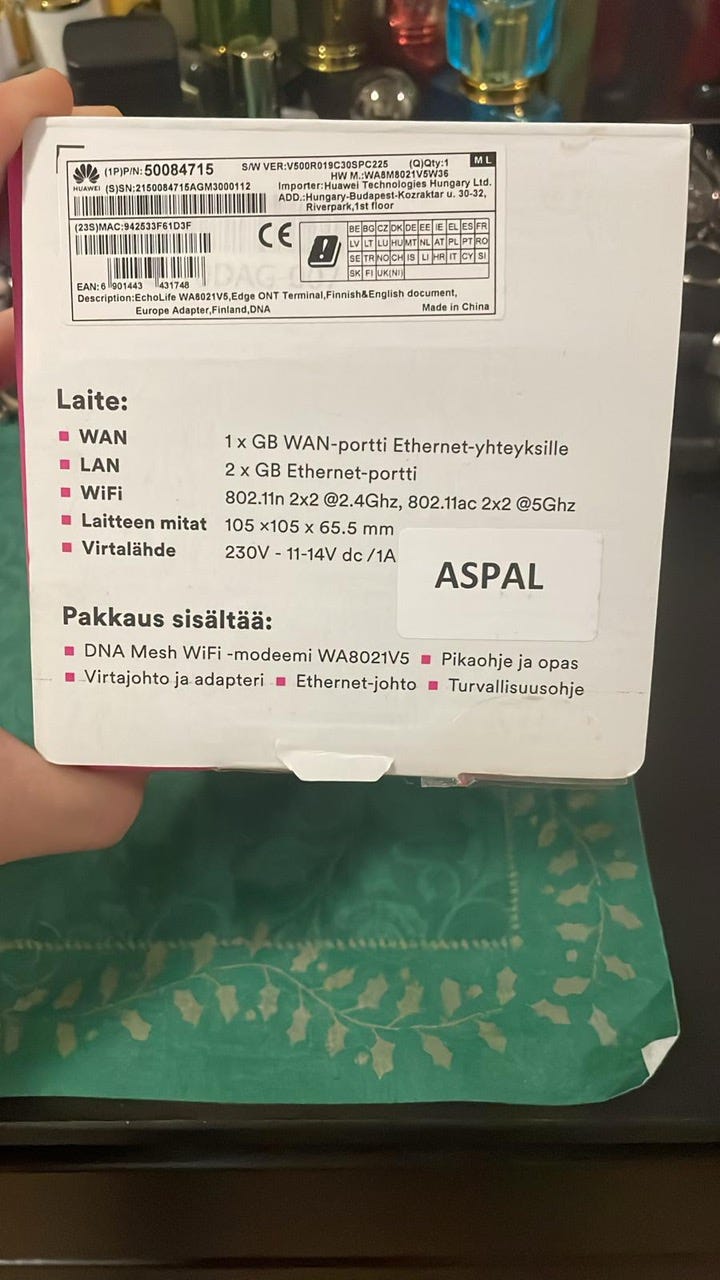 HUAWEI
(1P)P/N:50084715
S/W VER:V500R019C30SPC225
(Q)Qty:1
M L
HW M.:WA8M8021V5W36
(S)SN:2150084715AGM3000112
Importer:Huawei Technologies Hungary Ltd.
ADD.:Hungary-Budapest-Kozraktar u. 30-32,
Riverpark,1st floor
(23S)MAC:942533F61D3F
CE
BE BG CZ DK DE EE IE EL ES FR
LV LT LU HU MT NL AT PL PT RO
SE TR NO CH IS LI HR IT CY SI
SK FI UK(NI)
EAN: 6 901443 431748
Description:EchoLife WA8021V5,Edge ONT Terminal,Finnish&English document,
Europe Adapter,Finland,DNA
Made in China
Laite:
WAN 1 x GB WAN-portti Ethernet-yhteyksille
LAN 2 x GB Ethernet-portti
WiFi 802.11n 2x2 @2.4Ghz, 802.11ac 2x2 @5Ghz
Laitteen mitat 105 ×105 x 65.5 mm
Virtalähde 230V - 11-14V dc /1A
ASPAL
Pakkaus sisältää:
DNA Mesh WiFi -modeemi WA8021V5 Pikaohje ja opas
Virtajohto ja adapteri Ethernet-johto Turvallisuusohje